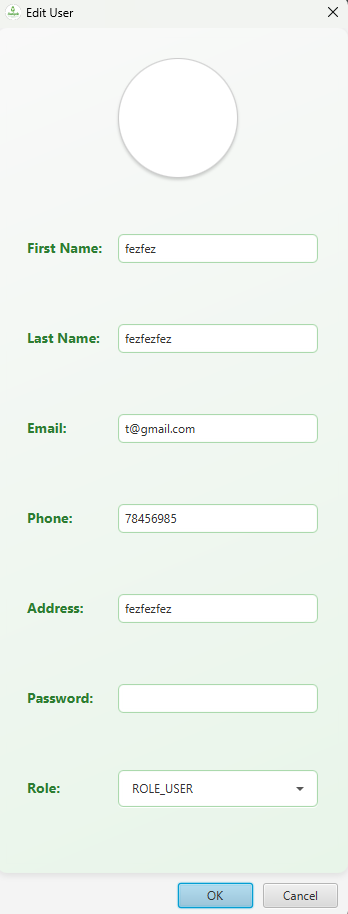 Edit User
First Name: fezfez
Last Name: fezfezfez
Email: t@gmail.com
Phone: 78456985
Address: fezfezfez
Password:
Role: ROLE_USER
OK Cancel